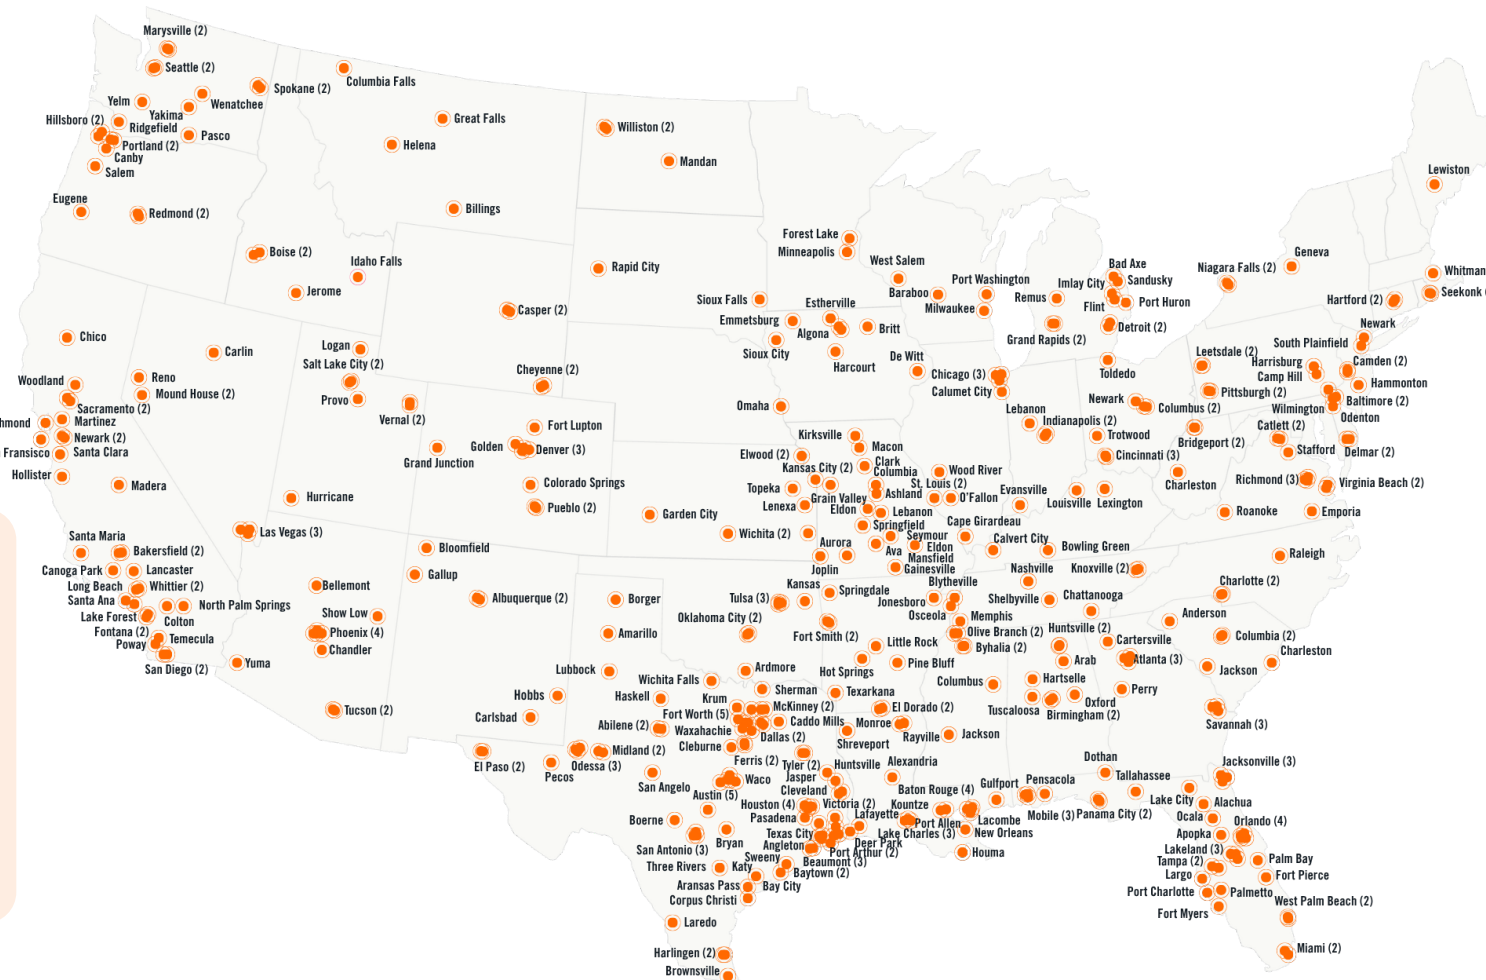 Marysville (2)
Seattle (2)
Columbia Falls
Spokane (2)
Yelm
Wenatchee
Yakima
Hillsboro (2)
Ridgefield
Pasco
Portland (2)
Canby
Salem
Great Falls
Helena
Williston (2)
Mandan
Lewiston
Eugene
Redmond (2)
Billings
Forest Lake
Minneapolis
Boise (2)
Idaho Falls
Jerome
Rapid City
West Salem
Baraboo
Port Washington
Milwaukee
Remus
Bad Axe
Imlay City
Sandusky
Port Huron
Flint
Grand Rapids (2)
Detroit (2)
Geneva
Niagara Falls (2)
Whitman
Hartford (2)
Seekonk (
Sioux Falls
Casper (2)
Estherville
Emmetsburg
Algona
Britt
Sioux City
Harcourt
De Witt
Chicago (3)
Calumet City
Toldedo
Newark
South Plainfield
Leetsdale (2)
Harrisburg
Camp Hill
Camden (2)
Hammonton
Pittsburgh (2)
Baltimore (2)
Wilmington
Odenton
Chico
Carlin
Logan
Salt Lake City (2)
Provo
Vernal (2)
Cheyenne (2)
Woodland
Reno
Mound House (2)
Sacramento (2)
hmond
Martinez
Newark (2)
Fransisco
Santa Clara
Hollister
Madera
Omaha
Lebanon
Indianapolis (2)
Newark
Columbus (2)
Trotwood
Cincinnati (3)
Bridgeport (2)
Catlett (2)
Stafford
Delmar (2)
Fort Lupton
Golden
Denver (3)
Grand Junction
Colorado Springs
Pueblo (2)
Hurricane
Las Vegas (3)
Garden City
Kirksville
Macon
Elwood (2)
Clark
Kansas City (2)
Columbia
Wood River
St. Louis (2)
O'Fallon
Topeka
Grain Valley
Ashland
Lenexa
Eldon
Lebanon
Evansville
Louisville
Lexington
Charleston
Richmond (3)
Virginia Beach (2)
Roanoke
Emporia
Springfield
Wichita (2)
Seymour
Cape Girardeau
Aurora
Ava
Eldon
Mansfield
Calvert City
Bowling Green
Joplin
Gainesville
Raleigh
Santa Maria
Bakersfield (2)
Canoga Park
Lancaster
Long Beach
Whittier (2)
Santa Ana
North Palm Springs
Lake Forest
Colton
Fontana (2)
Temecula
Poway
San Diego (2)
Bloomfield
Gallup
Bellemont
Show Low
Phoenix (4)
Chandler
Yuma
Tucson (2)
Albuquerque (2)
Borger
Amarillo
Lubbock
Hobbs
Carlsbad
Kansas
Tulsa (3)
Springdale
Blytheville
Jonesboro
Osceola
Nashville
Knoxville (2)
Shelbyville
Chattanooga
Charlotte (2)
Memphis
Oklahoma City (2)
Fort Smith (2)
Olive Branch (2)
Byhalia (2)
Huntsville (2)
Cartersville
Anderson
Columbia (2)
Charleston
Little Rock
Hot Springs
Pine Bluff
Arab
Atlanta (3)
Jackson
Ardmore
Wichita Falls
Columbus
Hartselle
Perry
Oxford
Tuscaloosa
Birmingham (2)
Savannah (3)
Haskell
Krum
Sherman
Texarkana
McKinney (2)
Fort Worth (5)
Caddo Mills
El Dorado (2)
Monroe
Abilene (2)
Waxahachie
Dallas (2)
Shreveport
Rayville
Jackson
Cleburne
El Paso (2)
Pecos
Odessa (3)
Midland (2)
San Angelo
Ferris (2)
Tyler (2)
Huntsville
Alexandria
Dothan
Waco
Jasper
Austin (5)
Cleveland
Baton Rouge (4)
Gulfport
Pensacola
Tallahassee
Jacksonville (3)
Houston (4)
Victoria (2)
Kountze
Lake City
Alachua
Boerne
Pasadena
Lafayette
Port Allen
Lacombe
Mobile (3)
Panama City (2)
Ocala
Orlando (4)
Texas City
Lake Charles (3)
New Orleans
Apopka
San Antonio (3)
Bryan
Angleton
Deer Park
Port Arthur (2)
Houma
Lakeland (3)
Palm Bay
Sweeny
Beaumont (3)
Tampa (2)
Three Rivers
Katy
Baytown (2)
Largo
Fort Pierce
Aransas Pass
Bay City
Port Charlotte
Palmetto
Corpus Christi
West Palm Beach (2)
Fort Myers
Laredo
Harlingen (2)
Miami (2)
Brownsville